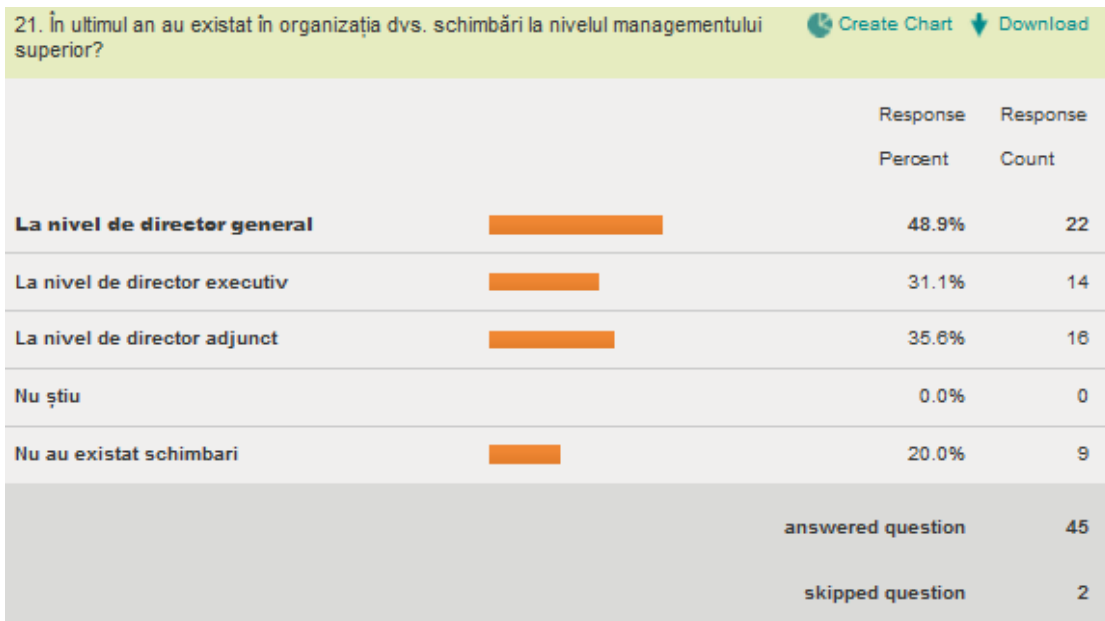 21. În ultimul an au existat în organizația dvs. schimbări la nivelul managementului
superior?
Create Chart Download
Response Response
Percent Count
La nivel de director general 48.9% 22
La nivel de director executiv 31.1% 14
La nivel de director adjunct 35.6% 16
Nu știu 0.0% 0
Nu au existat schimbari 20.0% 9
answered question 45
skipped question 2